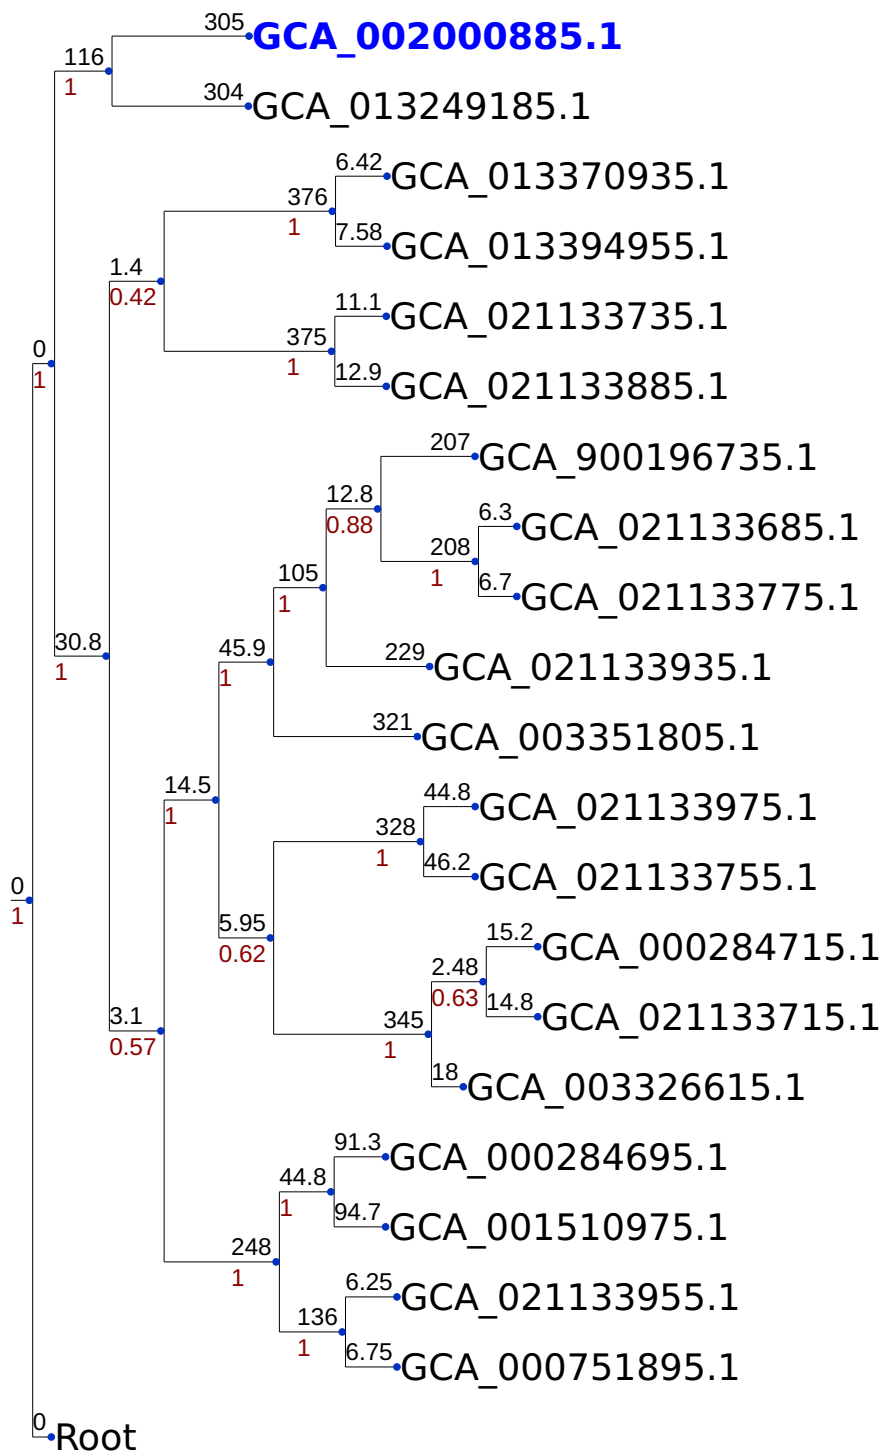 305
GCA_002000885.1
116
1
304
GCA_013249185.1
6.42
GCA_013370935.1
376
1
7.58
GCA_013394955.1
1.4
0.42
11.1
GCA_021133735.1
375
1
12.9
GCA_021133885.1
0
1
207
GCA_900196735.1
12.8
0.88
6.3
GCA_021133685.1
208
1
6.7
GCA_021133775.1
105
1
229
GCA_021133935.1
45.9
1
30.8
1
321
GCA_003351805.1
14.5
1
44.8
GCA_021133975.1
328
1
46.2
GCA_021133755.1
0
1
5.95
0.62
15.2
GCA_000284715.1
2.48
0.63
14.8
GCA_021133715.1
345
1
18
GCA_003326615.1
3.1
0.57
91.3
GCA_000284695.1
44.8
1
94.7
GCA_001510975.1
248
1
6.25
GCA_021133955.1
136
1
6.75
GCA_000751895.1
0
Root